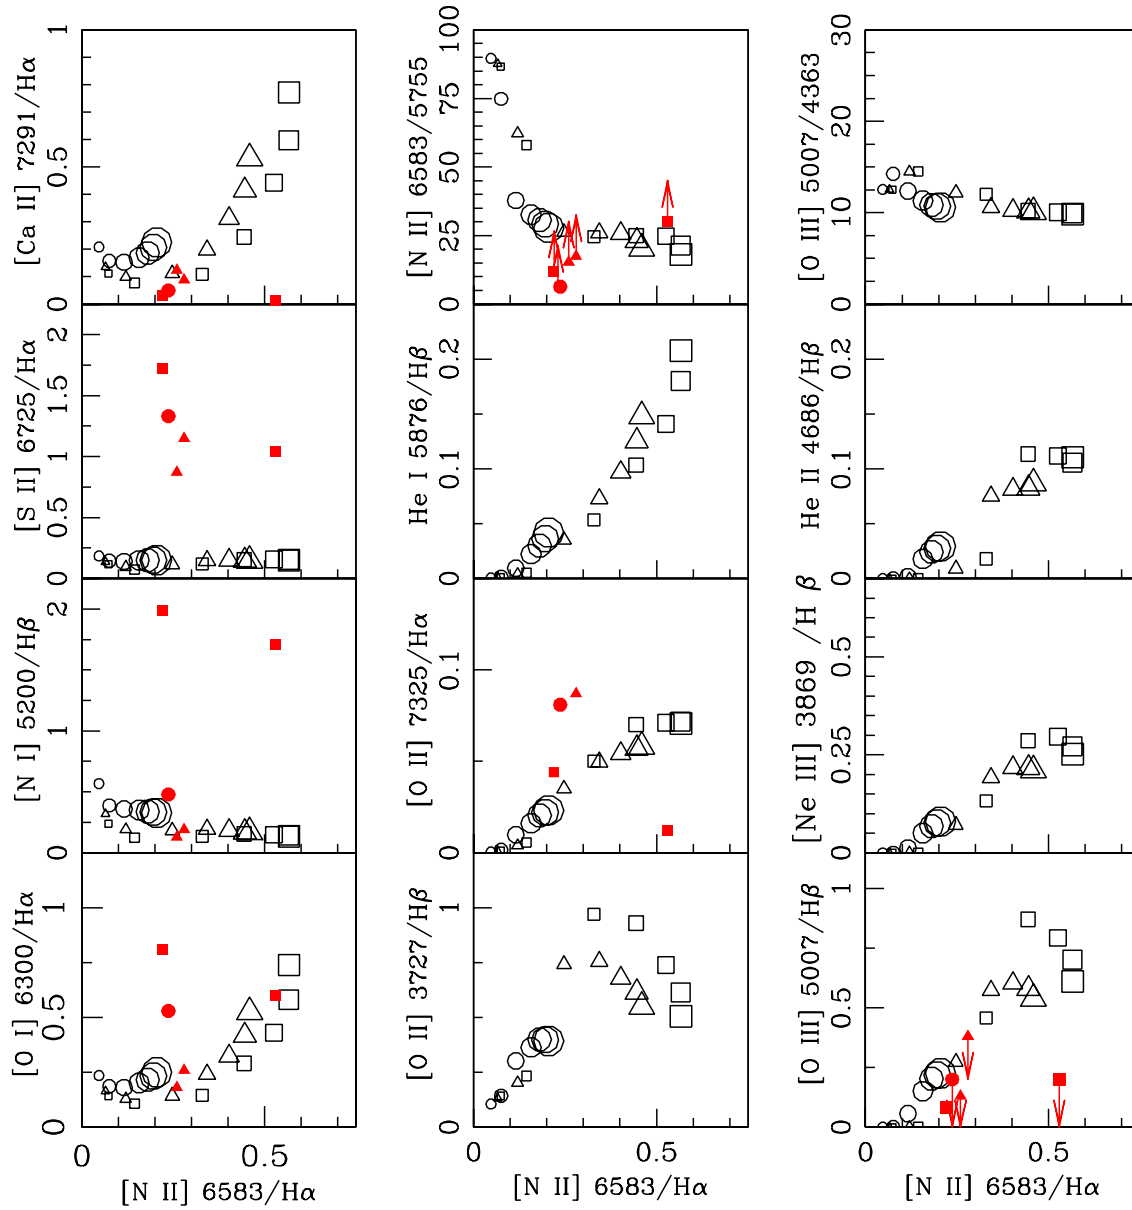 1
0.5
0
[Ca II] 7291/Hα
100
75
50
25
0
[N II] 6583/5755
30
20
10
0
[O III] 5007/4363
2
1.5
1
0.5
0
[S II] 6725/Hα
0.2
0.1
0
He I 5876/Hβ
0.2
0.1
0
He II 4686/Hβ
2
1
0
[N I] 5200/Hβ
0.1
0
[O II] 7325/Hα
0.5
0.25
0
[Ne III] 3869 /H β
1
0.5
0
[O I] 6300/Hα
1
0
[O II] 3727/Hβ
1
0.5
0
[O III] 5007/Hβ
0 0.5
0 0.5
0 0.5
[N II] 6583/Hα
[N II] 6583/Hα
[N II] 6583/Hα